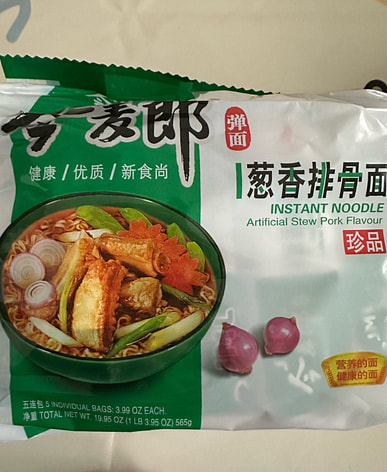 今麦郎
弹面
健康/优质/新食尚
葱香排骨面
INSTANT NOODLE
Artificial Stew Pork Flavour
珍品
营养的面
健康的面
五连包 5 INDIVIDUAL BAGS: 3.99 OZ EACH.
净重 TOTAL NET WT. 19.95 OZ (1 LB 3.95 OZ) 565g